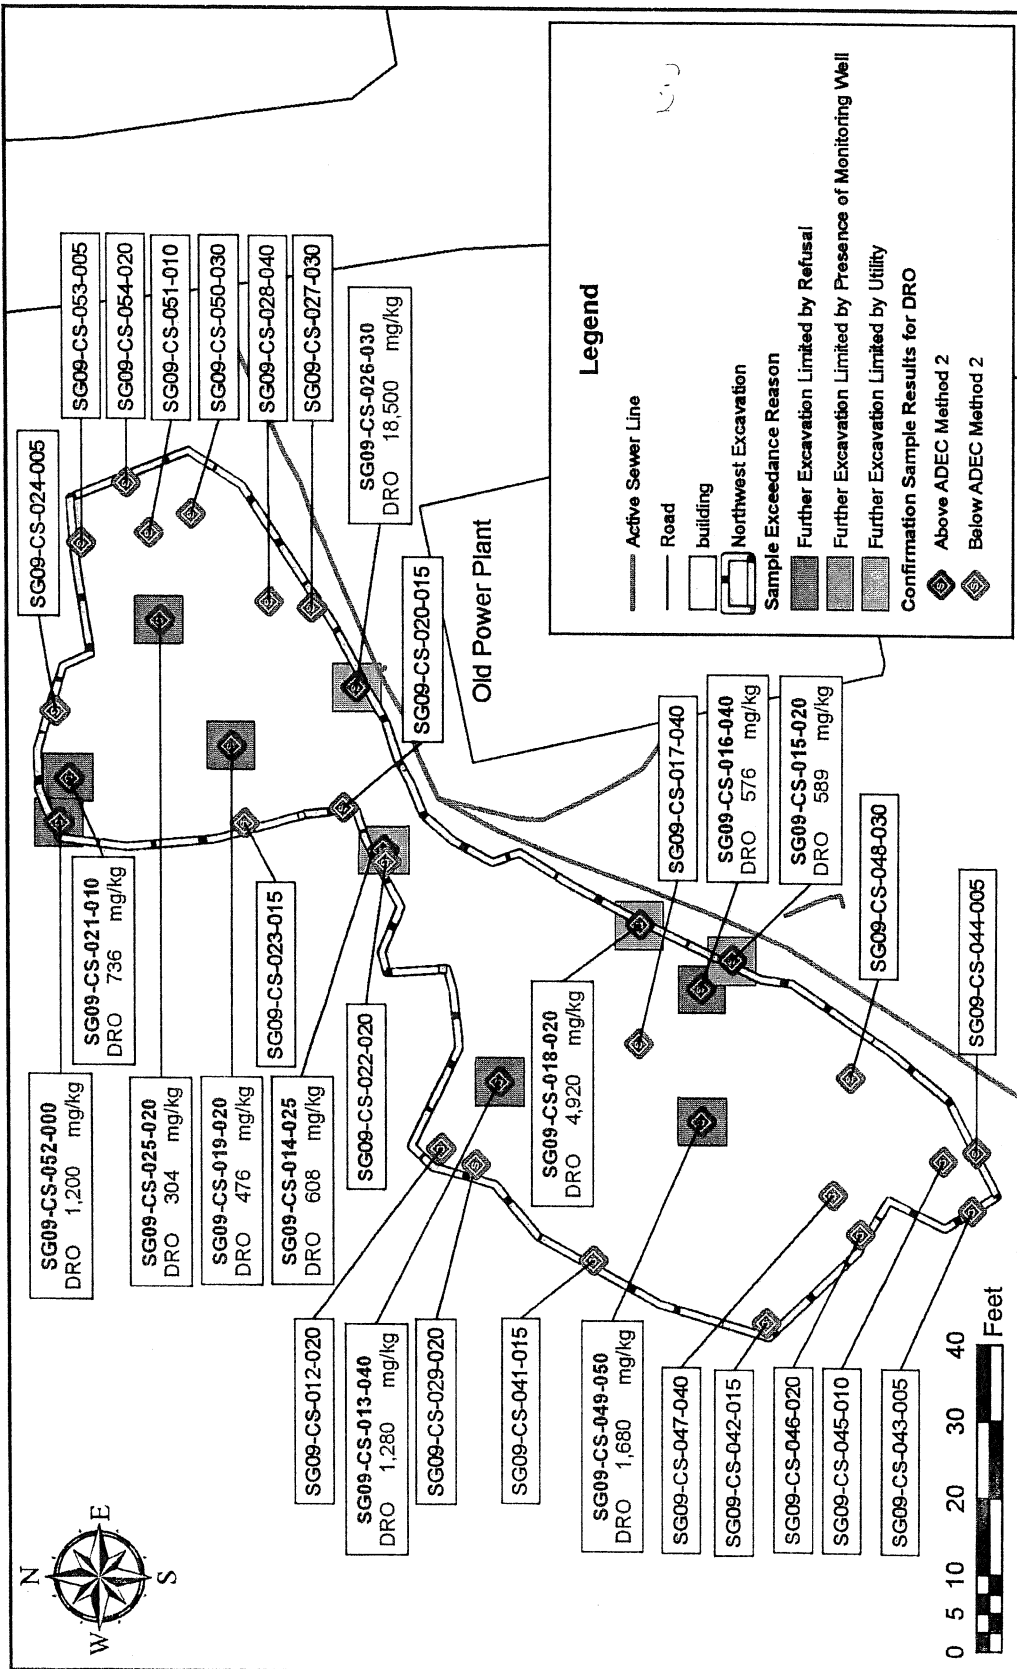 N
W
E
S
SG09-CS-052-000
DRO 1,200 mg/kg
SG09-CS-021-010
DRO 736 mg/kg
SG09-CS-025-020
DRO 304 mg/kg
SG09-CS-019-020
DRO 476 mg/kg
SG09-CS-023-015
SG09-CS-014-025
DRO 608 mg/kg
SG09-CS-022-020
SG09-CS-024-005
SG09-CS-053-005
SG09-CS-054-020
SG09-CS-051-010
SG09-CS-050-030
SG09-CS-028-040
SG09-CS-027-030
SG09-CS-026-030
DRO 18,500 mg/kg
SG09-CS-020-015
Old Power Plant
SG09-CS-012-020
SG09-CS-013-040
DRO 1,280 mg/kg
SG09-CS-029-020
SG09-CS-041-015
SG09-CS-018-020
DRO 4,920 mg/kg
SG09-CS-049-050
DRO 1,680 mg/kg
SG09-CS-047-040
SG09-CS-042-015
SG09-CS-046-020
SG09-CS-045-010
SG09-CS-043-005
SG09-CS-017-040
SG09-CS-016-040
DRO 576 mg/kg
SG09-CS-015-020
DRO 589 mg/kg
SG09-CS-048-030
SG09-CS-044-005
0 5 10 20 30 40
Feet
Legend
Active Sewer Line
Road
building
Northwest Excavation
Sample Exceedance Reason
Further Excavation Limited by Refusal
Further Excavation Limited by Presence of Monitoring Well
Further Excavation Limited by Utility
Confirmation Sample Results for DRO
Above ADEC Method 2
Below ADEC Method 2